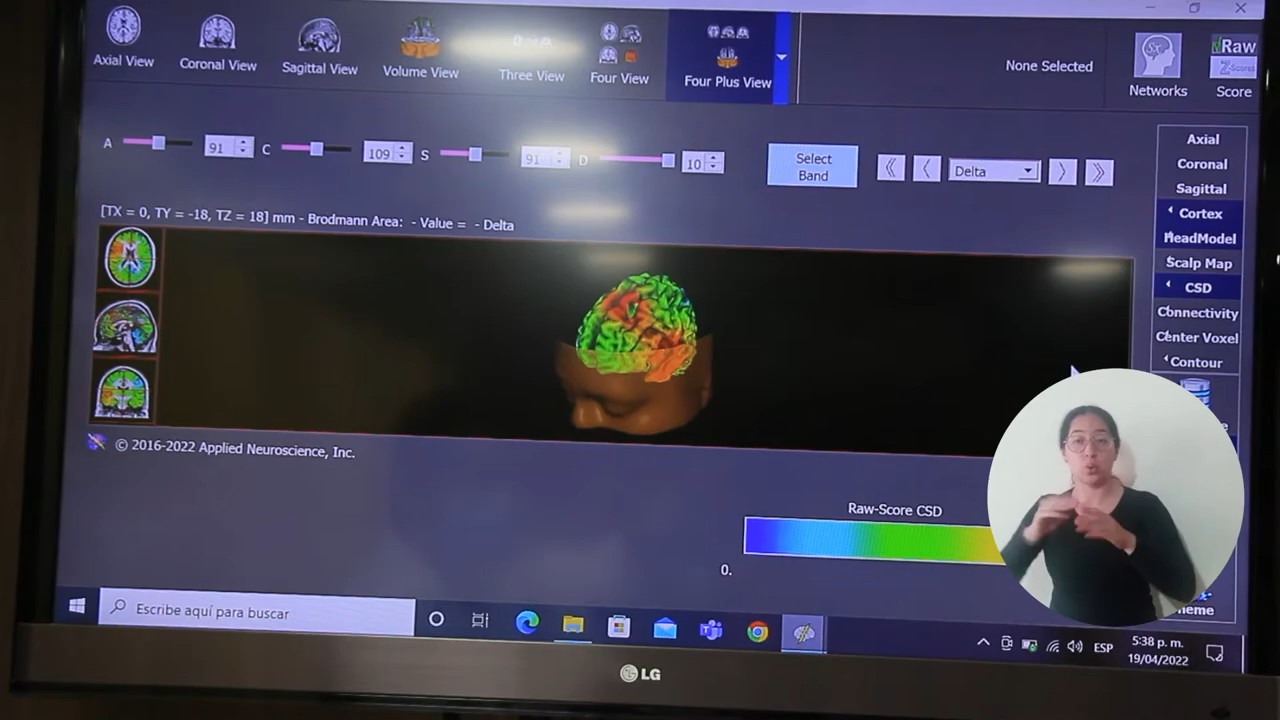 Axial View
Coronal View
Sagittal View
Volume View
Three View
Four View
Four Plus View
None Selected
Networks
Raw
Z Scores
Score
A 91 C 109 S 91 D 10
Select Band
Delta
[TX = 0, TY = -18, TZ = 18] mm - Brodmann Area: - Value = - Delta
Axial
Coronal
Sagittal
Cortex
HeadModel
Scalp Map
CSD
Connectivity
Center Voxel
Contour
© 2016-2022 Applied Neuroscience, Inc.
Raw-Score CSD
0.
Escribe aquí para buscar
ESP
5:38 p. m.
19/04/2022
LG